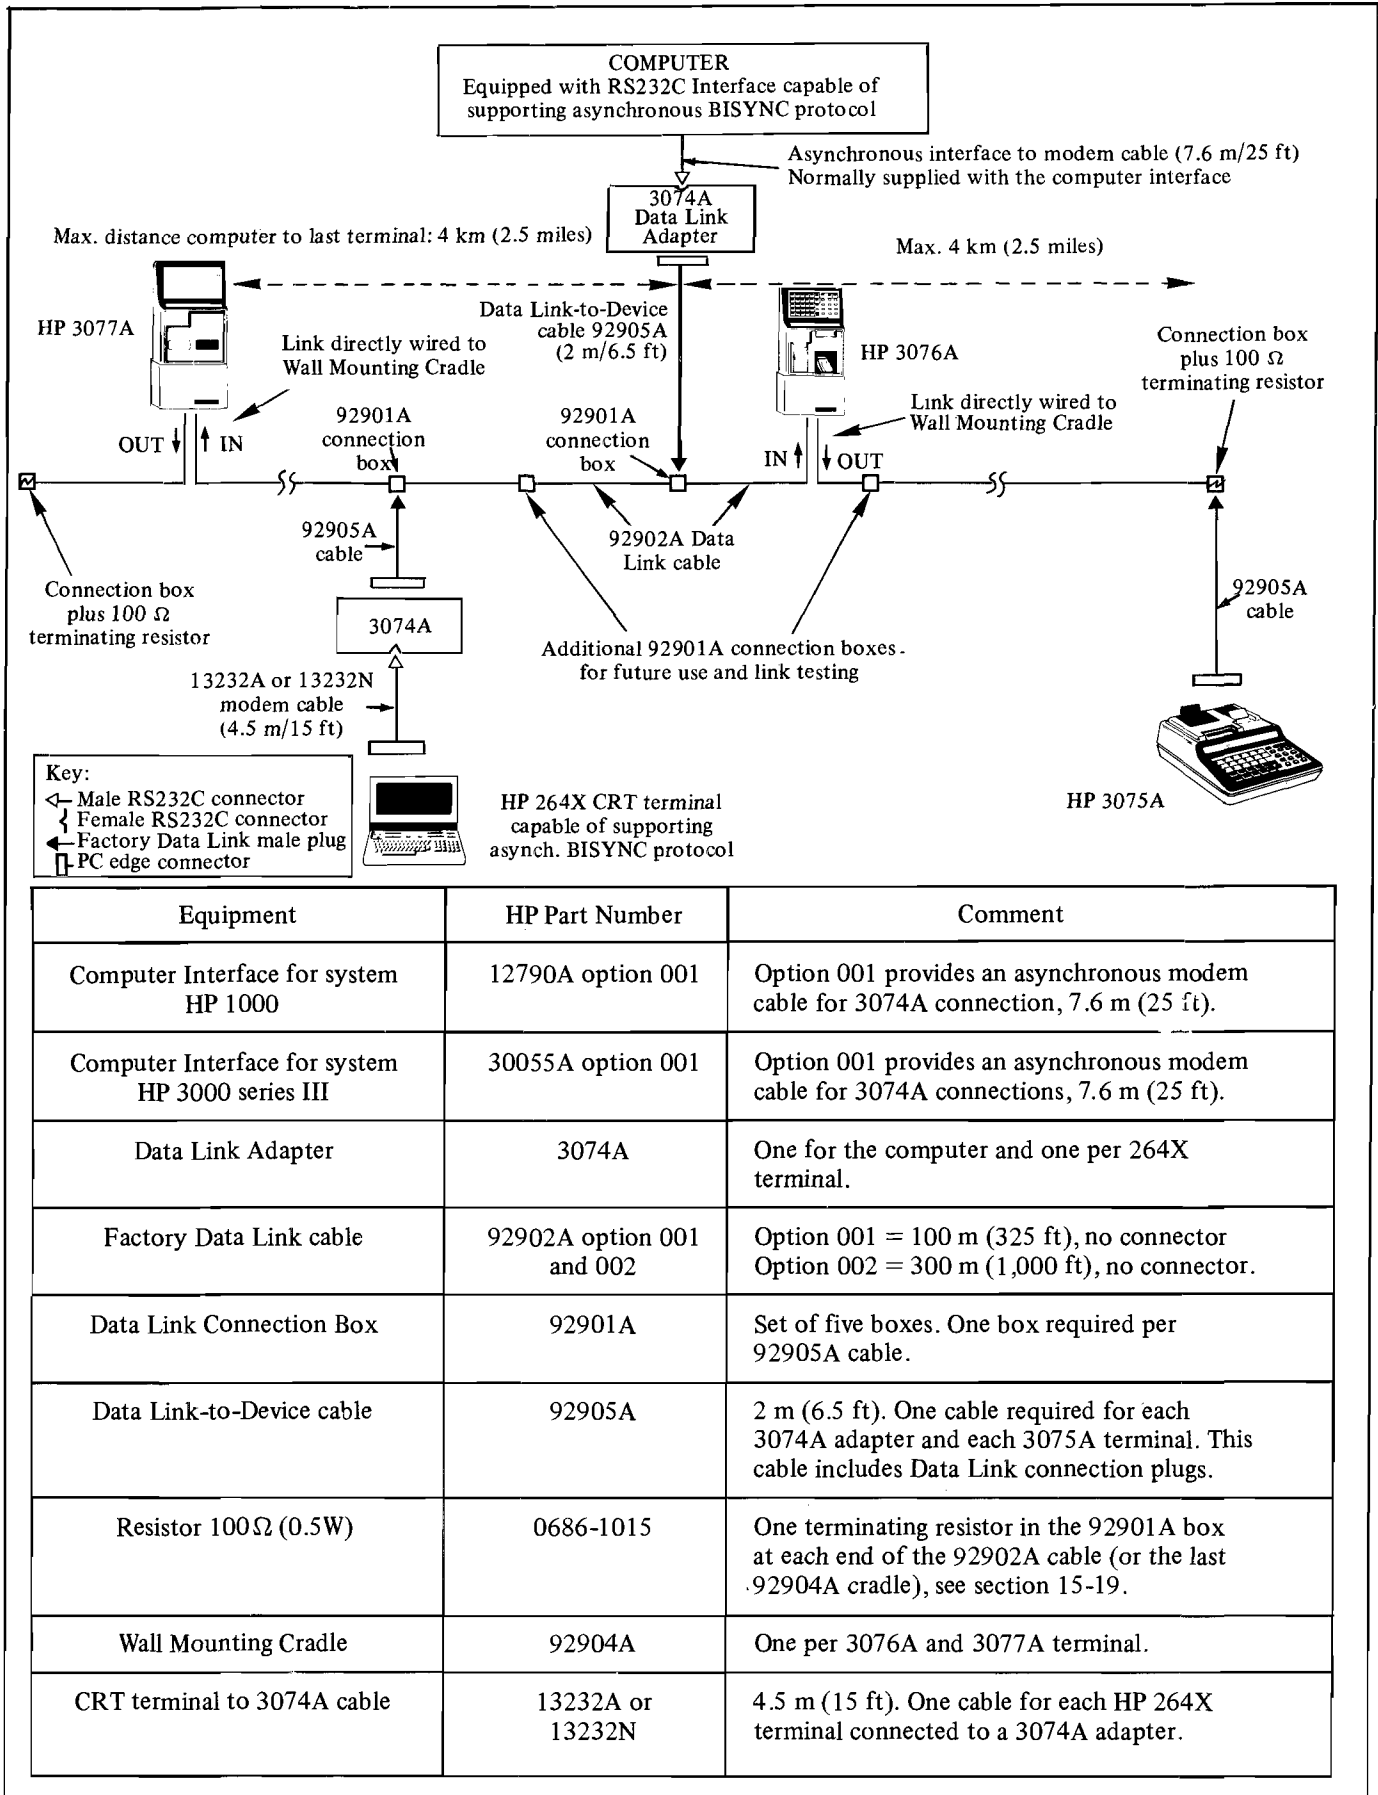 COMPUTER
Equipped with RS232C Interface capable of
supporting asynchronous BISYNC protocol
Asynchronous interface to modem cable (7.6 m/25 ft)
Normally supplied with the computer interface
3074A
Data Link
Adapter
Max. distance computer to last terminal: 4 km (2.5 miles)
Max. 4 km (2.5 miles)
HP 3077A
Link directly wired to
Wall Mounting Cradle
Data Link-to-Device
cable 92905A
(2 m/6.5 ft)
HP 3076A
Connection box
plus 100 Ω
terminating resistor
92901A
connection
box
92901A
connection
box
Link directly wired to
Wall Mounting Cradle
OUT
IN
IN
OUT
92905A
cable
92902A Data
Link cable
Connection box
plus 100 Ω
terminating resistor
3074A
Additional 92901A connection boxes
for future use and link testing
92905A
cable
13232A or 13232N
modem cable
(4.5 m/15 ft)
Key:
Male RS232C connector
Female RS232C connector
Factory Data Link male plug
PC edge connector
HP 264X CRT terminal
capable of supporting
asynch. BISYNC protocol
HP 3075A
Equipment HP Part Number Comment
Computer Interface for system
HP 1000
12790A option 001
Option 001 provides an asynchronous modem
cable for 3074A connection, 7.6 m (25 ft).
Computer Interface for system
HP 3000 series III
30055A option 001
Option 001 provides an asynchronous modem
cable for 3074A connections, 7.6 m (25 ft).
Data Link Adapter
3074A
One for the computer and one per 264X
terminal.
Factory Data Link cable
92902A option 001
and 002
Option 001 = 100 m (325 ft), no connector
Option 002 = 300 m (1,000 ft), no connector.
Data Link Connection Box
92901A
Set of five boxes. One box required per
92905A cable.
Data Link-to-Device cable
92905A
2 m (6.5 ft). One cable required for each
3074A adapter and each 3075A terminal. This
cable includes Data Link connection plugs.
Resistor 100Ω (0.5W)
0686-1015
One terminating resistor in the 92901A box
at each end of the 92902A cable (or the last
92904A cradle), see section 15-19.
Wall Mounting Cradle
92904A
One per 3076A and 3077A terminal.
CRT terminal to 3074A cable
13232A or
13232N
4.5 m (15 ft). One cable for each HP 264X
terminal connected to a 3074A adapter.